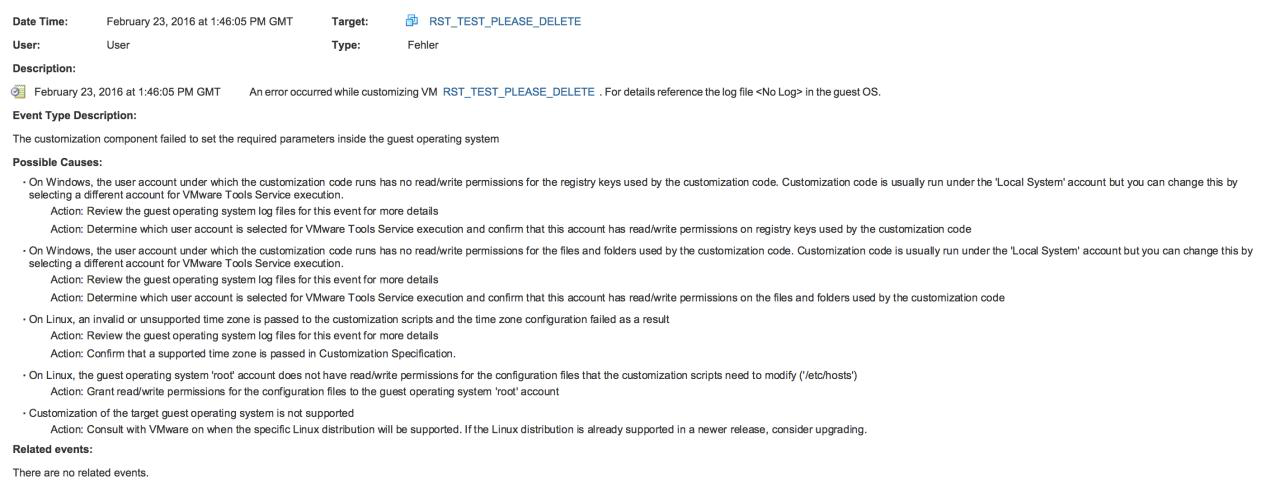 Date Time: February 23, 2016 at 1:46:05 PM GMT Target: RST_TEST_PLEASE_DELETE
User: User Type: Fehler
Description:
February 23, 2016 at 1:46:05 PM GMT An error occurred while customizing VM RST_TEST_PLEASE_DELETE . For details reference the log file <No Log> in the guest OS.
Event Type Description:
The customization component failed to set the required parameters inside the guest operating system
Possible Causes:
· On Windows, the user account under which the customization code runs has no read/write permissions for the registry keys used by the customization code. Customization code is usually run under the 'Local System' account but you can change this by
selecting a different account for VMware Tools Service execution.
Action: Review the guest operating system log files for this event for more details
Action: Determine which user account is selected for VMware Tools Service execution and confirm that this account has read/write permissions on registry keys used by the customization code
· On Windows, the user account under which the customization code runs has no read/write permissions for the files and folders used by the customization code. Customization code is usually run under the 'Local System' account but you can change this by
selecting a different account for VMware Tools Service execution.
Action: Review the guest operating system log files for this event for more details
Action: Determine which user account is selected for VMware Tools Service execution and confirm that this account has read/write permissions on the files and folders used by the customization code
· On Linux, an invalid or unsupported time zone is passed to the customization scripts and the time zone configuration failed as a result
Action: Review the guest operating system log files for this event for more details
Action: Confirm that a supported time zone is passed in Customization Specification.
· On Linux, the guest operating system 'root' account does not have read/write permissions for the configuration files that the customization scripts need to modify ('/etc/hosts')
Action: Grant read/write permissions for the configuration files to the guest operating system 'root' account
· Customization of the target guest operating system is not supported
Action: Consult with VMware on when the specific Linux distribution will be supported. If the Linux distribution is already supported in a newer release, consider upgrading.
Related events:
There are no related events.